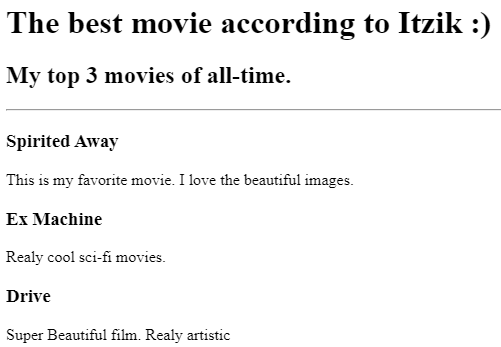 The best movie according to Itzik :)
My top 3 movies of all-time.
Spirited Away
This is my favorite movie. I love the beautiful images.
Ex Machine
Realy cool sci-fi movies.
Drive
Super Beautiful film. Realy artistic